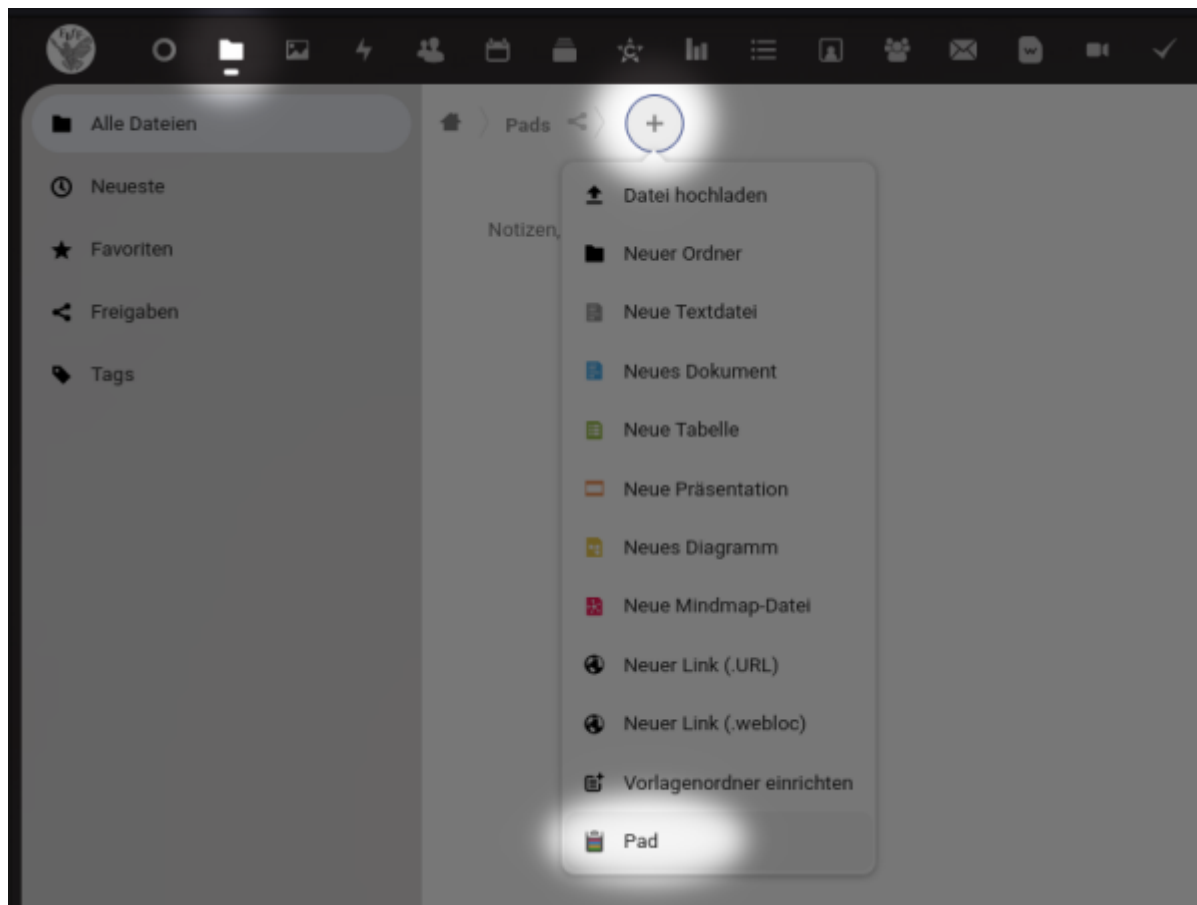 Alle Dateien
Neueste
Favoriten
Freigaben
Tags
Pads
Notizen,
Datei hochladen
Neuer Ordner
Neue Textdatei
Neues Dokument
Neue Tabelle
Neue Präsentation
Neues Diagramm
Neue Mindmap-Datei
Neuer Link (.URL)
Neuer Link (.webloc)
Vorlagenordner einrichten
Pad